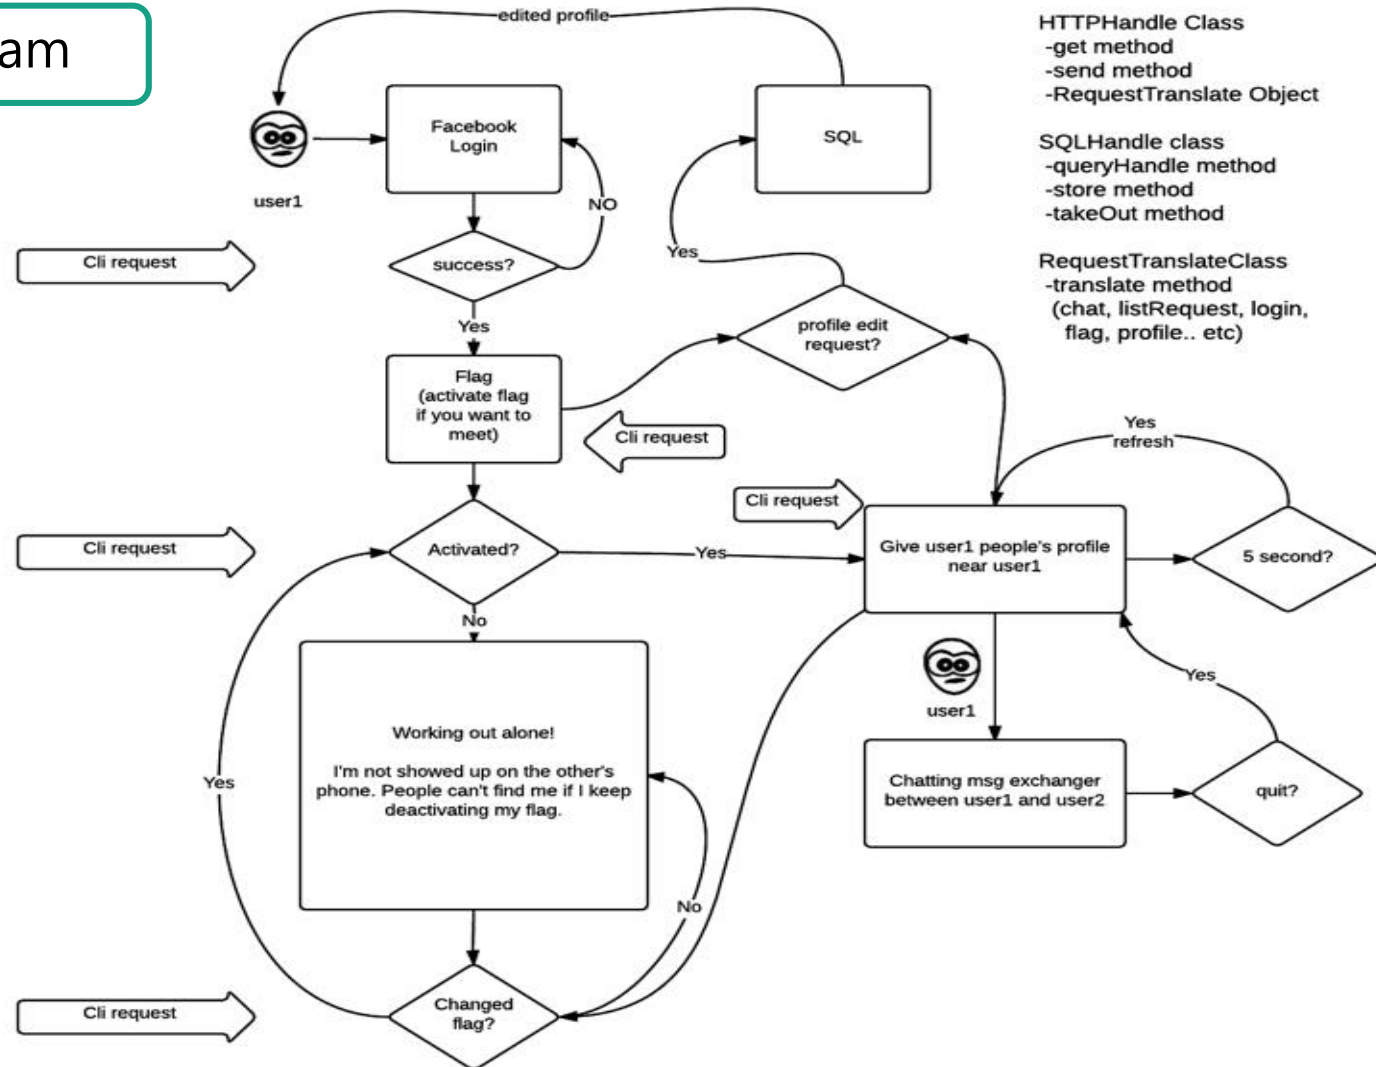 am
edited profile
HTTPHandle Class
-get method
-send method
-RequestTranslate Object
SQLHandle class
-queryHandle method
-store method
-takeOut method
RequestTranslateClass
-translate method
(chat, listRequest, login,
flag, profile.. etc)
user1
Facebook
Login
SQL
NO
success?
Cli request
Yes
Yes
profile edit
request?
Flag
(activate flag
if you want to
meet)
Cli request
Yes
refresh
Cli request
Cli request
Activated?
Yes
Give user1 people's profile
near user1
5 second?
No
user1
Yes
Working out alone!
I'm not showed up on the other's
phone. People can't find me if I keep
deactivating my flag.
Yes
Chatting msg exchanger
between user1 and user2
quit?
No
Cli request
Changed
flag?